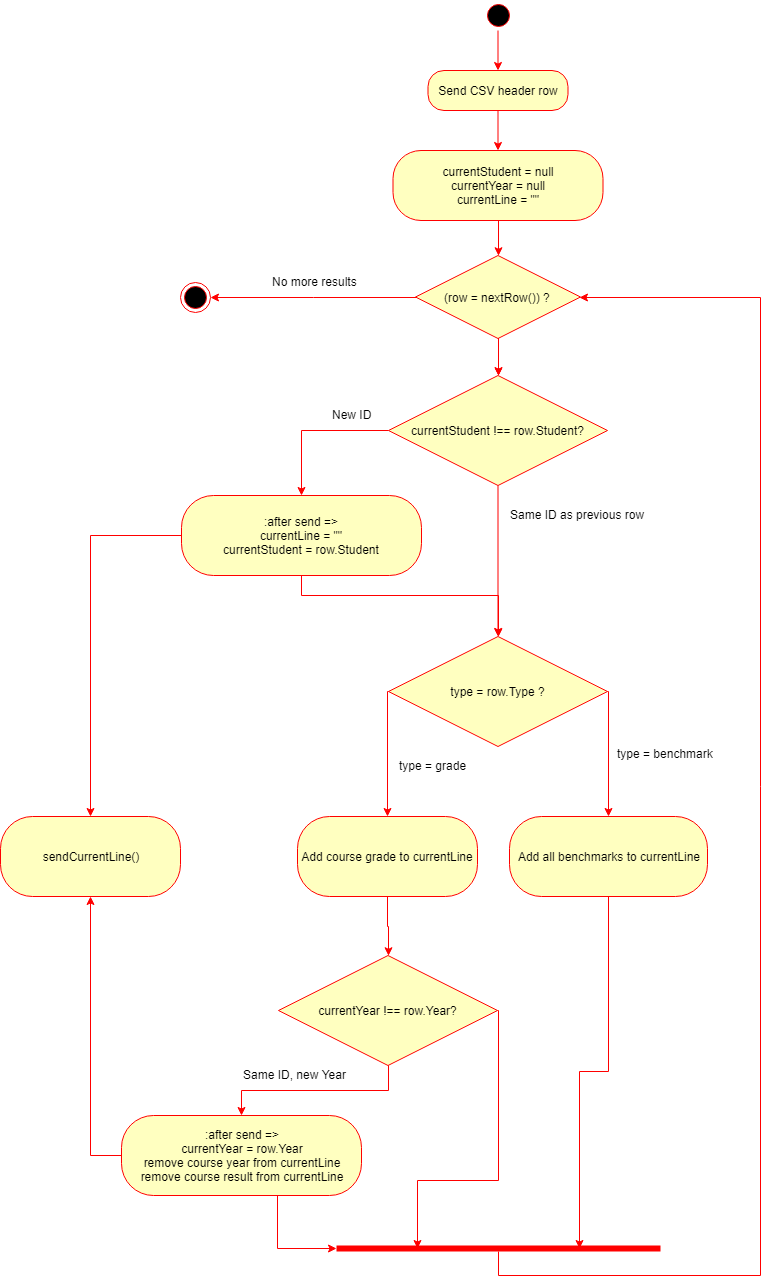 Send CSV header row
currentStudent = null
currentYear = null
currentLine = ""
No more results
(row = nextRow()) ?
New ID
currentStudent !== row.Student?
Same ID as previous row
:after send =>
currentLine = ""
currentStudent = row.Student
type = row.Type ?
type = grade
type = benchmark
sendCurrentLine()
Add course grade to currentLine
Add all benchmarks to currentLine
currentYear !== row.Year?
Same ID, new Year
:after send =>
currentYear = row.Year
remove course year from currentLine
remove course result from currentLine